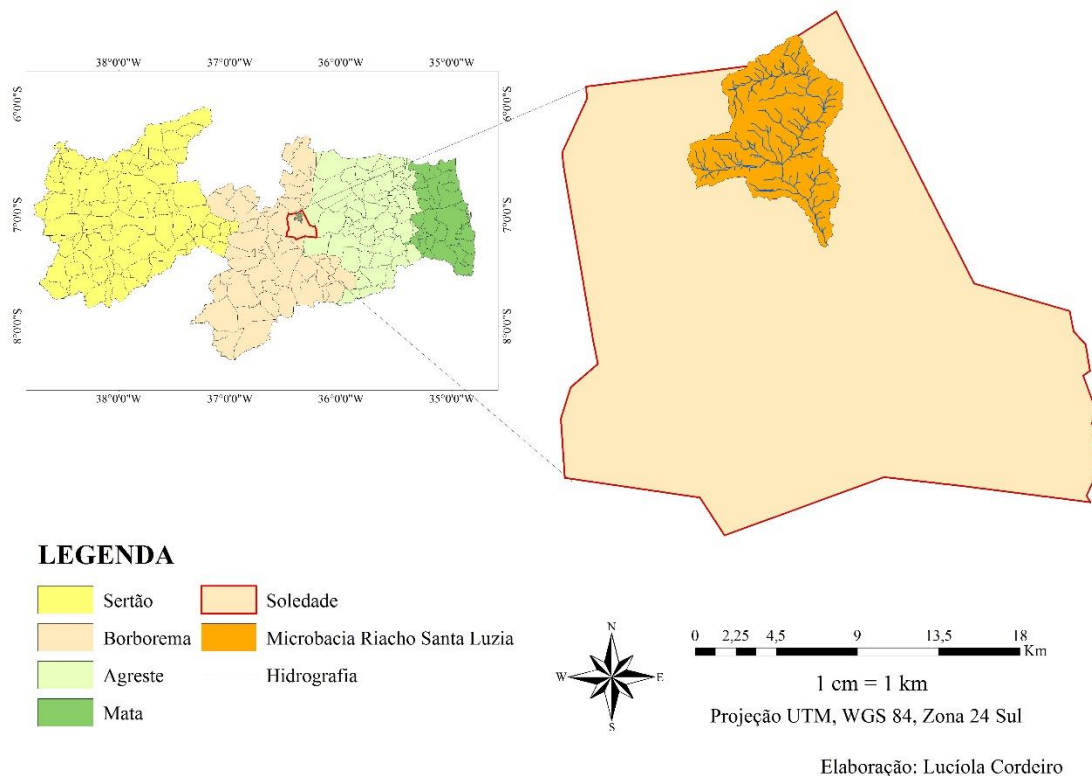 38°0'0"W 37°0'0"W 36°0'0"W 35°0'0"W
6°0'0"S
6°0'0"S
7°0'0"S
7°0'0"S
8°0'0"S
8°0'0"S
38°0'0"W 37°0'0"W 36°0'0"W 35°0'0"W
LEGENDA
Sertão
Borborema
Agreste
Mata
Soledade
Microbacia Riacho Santa Luzia
Hidrografia
N
W
E
S
0 2,25 4,5 9 13,5 18
Km
1 cm = 1 km
Projeção UTM, WGS 84, Zona 24 Sul
Elaboração: Lucíola Cordeiro